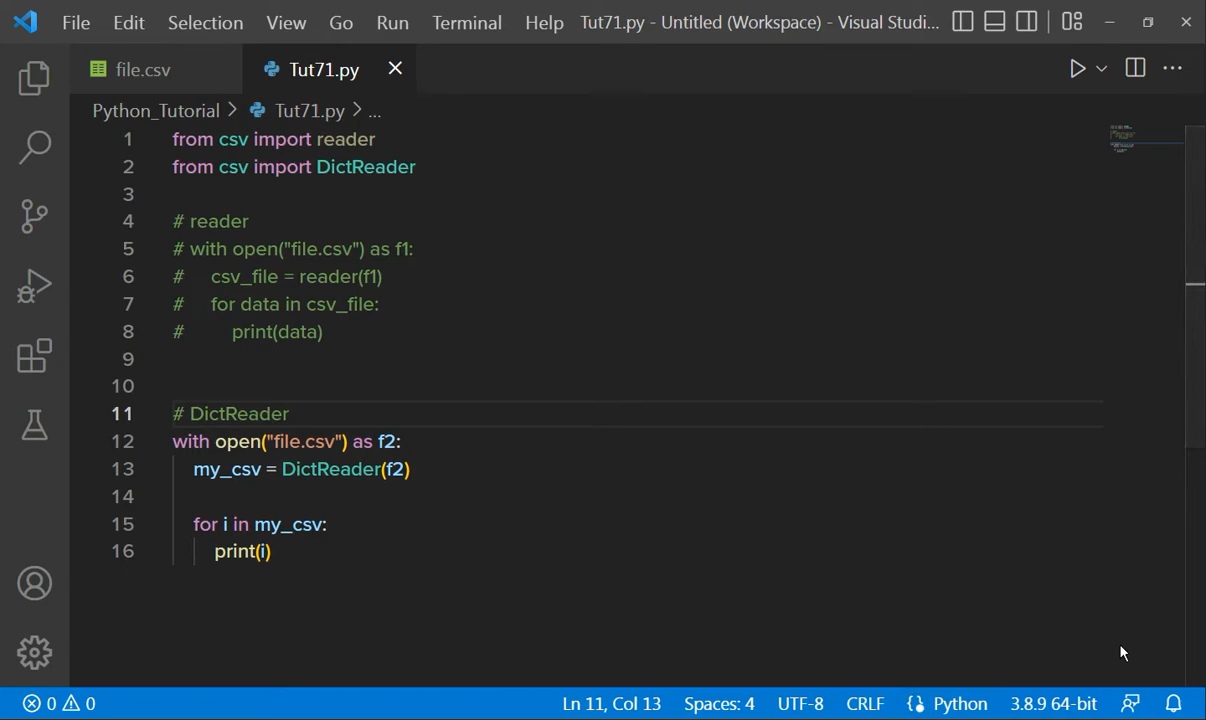 File Edit Selection View Go Run Terminal Help Tut71.py - Untitled (Workspace) - Visual Studi...
file.csv Tut71.py
Python_Tutorial > Tut71.py > ...
1 from csv import reader
2 from csv import DictReader
3
4 # reader
5 # with open("file.csv") as f1:
6 #     csv_file = reader(f1)
7 #     for data in csv_file:
8 #         print(data)
9
10
11 # DictReader
12 with open("file.csv") as f2:
13     my_csv = DictReader(f2)
14
15     for i in my_csv:
16         print(i)
0 0 Ln 11, Col 13 Spaces: 4 UTF-8 CRLF Python 3.8.9 64-bit